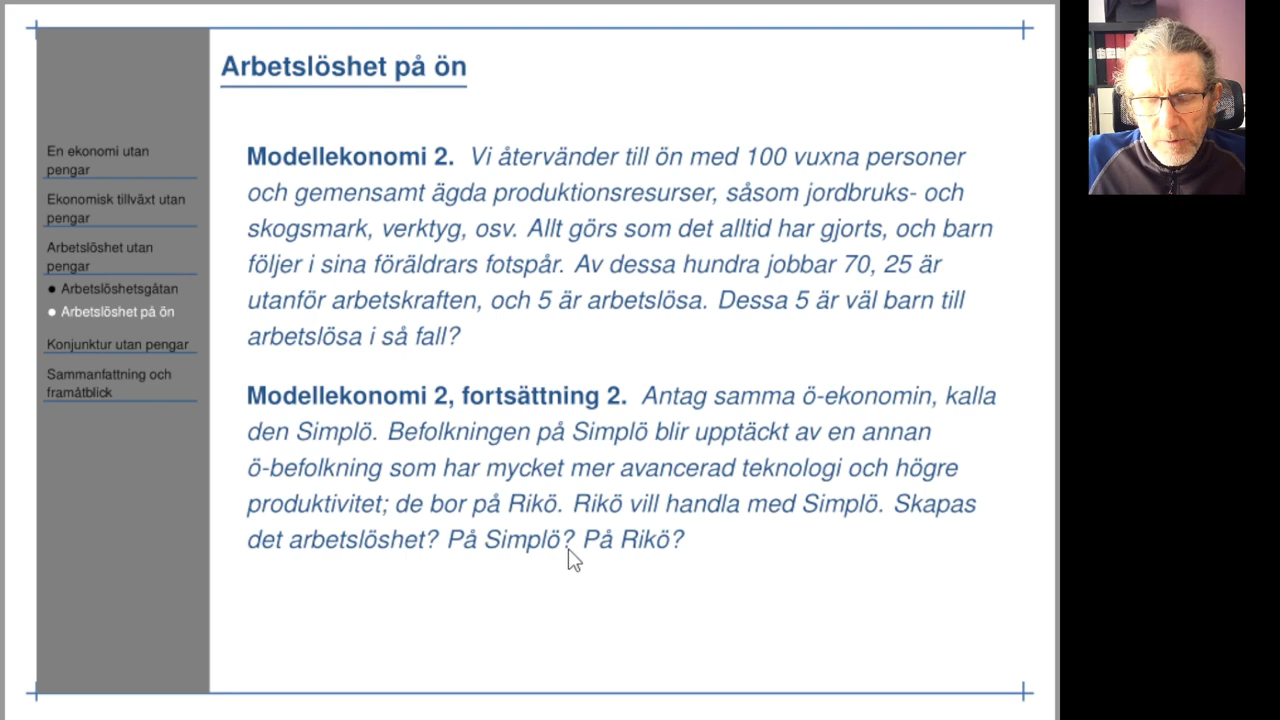 Arbetslöshet på ön
En ekonomi utan
pengar
Ekonomisk tillväxt utan
pengar
Arbetslöshet utan
pengar
● Arbetslöshetsgåtan
● Arbetslöshet på ön
Konjunktur utan pengar
Sammanfattning och
framåtblick
Modellekonomi 2. Vi återvänder till ön med 100 vuxna personer
och gemensamt ägda produktionsresurser, såsom jordbruks- och
skogsmark, verktyg, osv. Allt görs som det alltid har gjorts, och barn
följer i sina föräldrars fotspår. Av dessa hundra jobbar 70, 25 är
utanför arbetskraften, och 5 är arbetslösa. Dessa 5 är väl barn till
arbetslösa i så fall?
Modellekonomi 2, fortsättning 2. Antag samma ö-ekonomin, kalla
den Simplö. Befolkningen på Simplö blir upptäckt av en annan
ö-befolkning som har mycket mer avancerad teknologi och högre
produktivitet; de bor på Rikö. Rikö vill handla med Simplö. Skapas
det arbetslöshet? På Simplö? På Rikö?